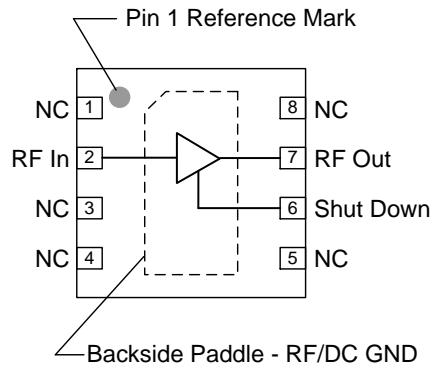 Pin 1 Reference Mark
NC 1
8 NC
RF In 2
7 RF Out
NC 3
6 Shut Down
NC 4
5 NC
Backside Paddle - RF/DC GND